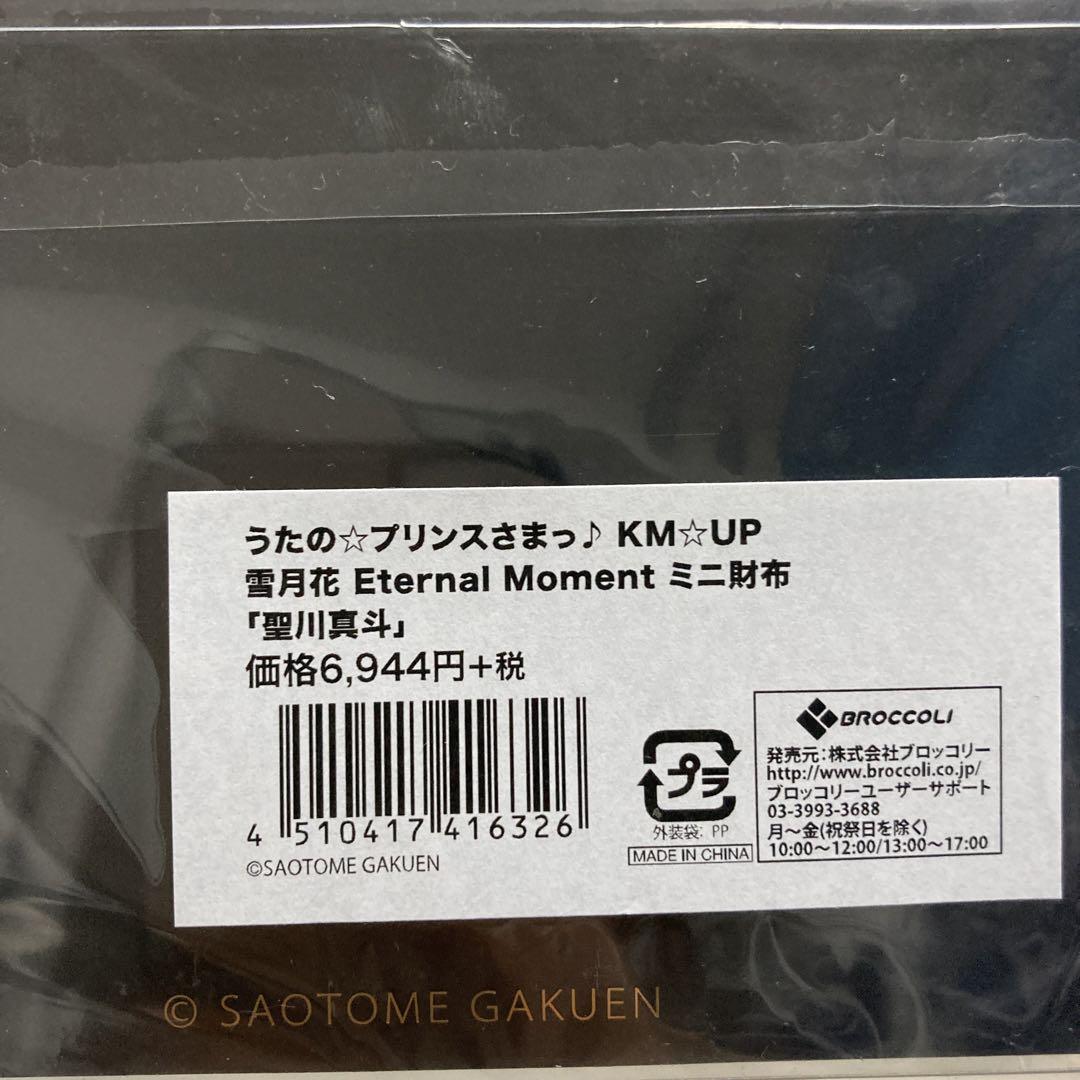 うたの☆プリンスさまっ♪ KM☆UP
雪月花 Eternal Moment ミニ財布
「聖川真斗」
価格6,944円+税
4 510417 416326
©SAOTOME GAKUEN
プラ
外装袋: PP
MADE IN CHINA
BROCCOLI
発売元:株式会社ブロッコリー
http://www.broccoli.co.jp/
ブロッコリーユーザーサポート
03-3993-3688
月〜金(祝祭日を除く)
10:00〜12:00/13:00〜17:00
© SAOTOME GAKUEN